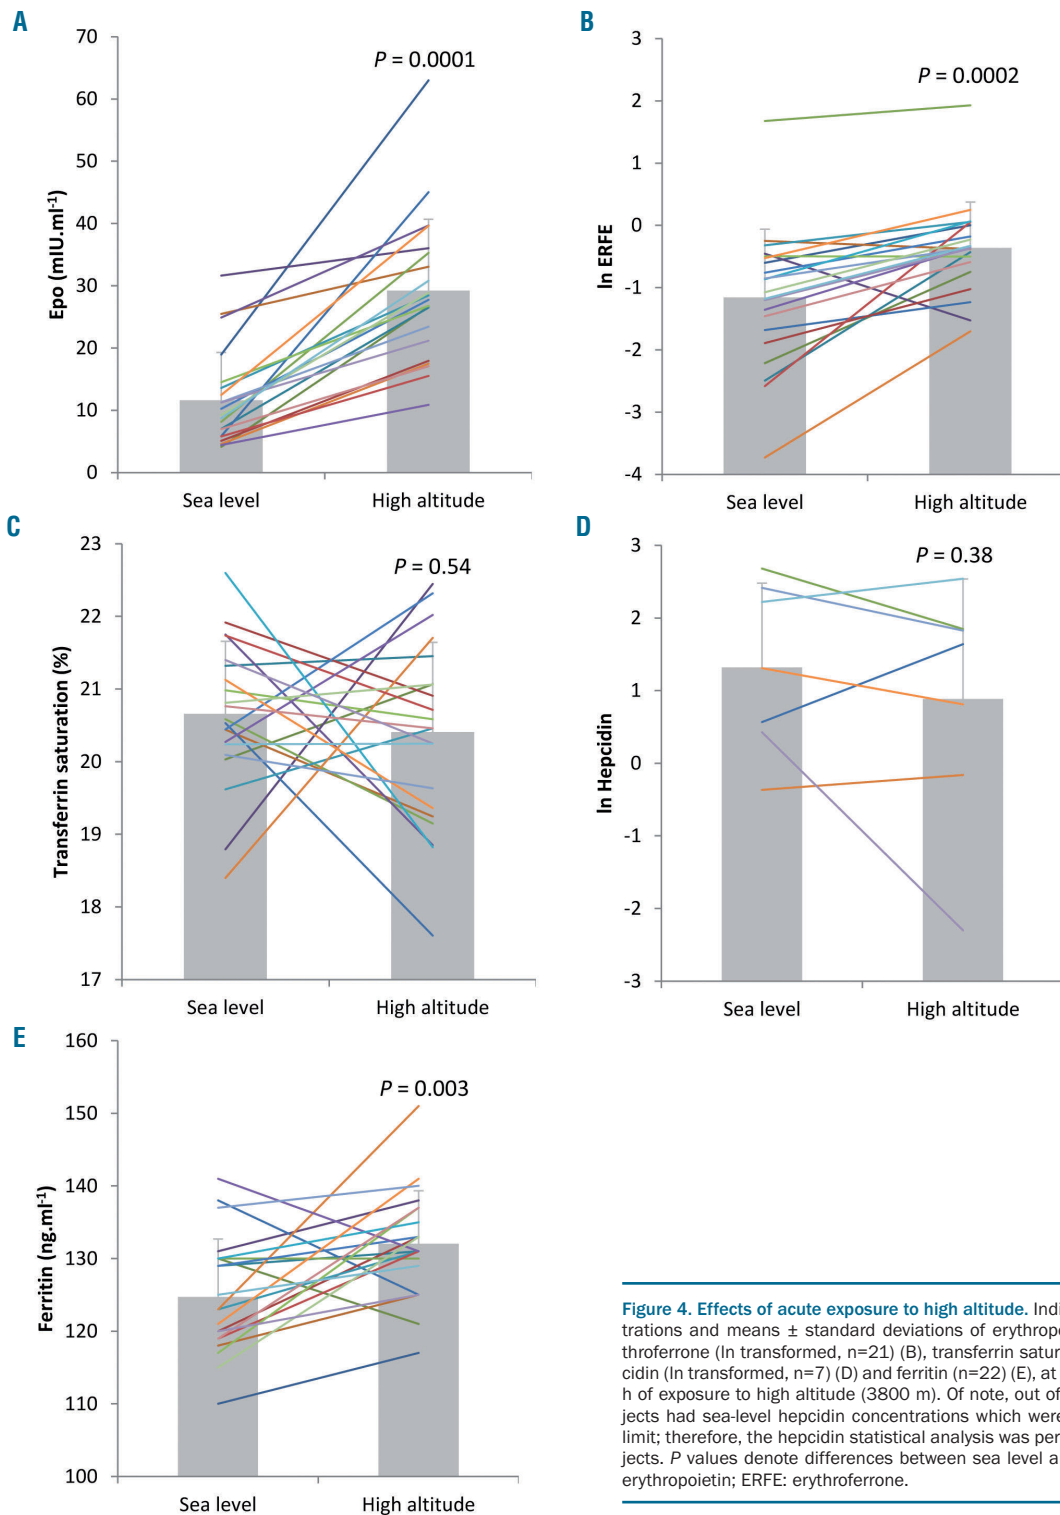 A
70
60
50
40
30
20
10
0
Epo (mIU.ml-1)
P = 0.0001
Sea level
High altitude
B
3
2
1
0
-1
-2
-3
-4
ln ERFE
P = 0.0002
Sea level
High altitude
C
23
22
21
20
19
18
17
Transferrin saturation (%)
P = 0.54
Sea level
High altitude
D
3
2
1
0
-1
-2
-3
ln Hepcidin
P = 0.38
Sea level
High altitude
E
160
150
140
130
120
110
100
Ferritin (ng.ml-1)
P = 0.003
Sea level
High altitude
Figure 4. Effects of acute exposure to high altitude. Indi
trations and means ± standard deviations of erythropo
throferrone (ln transformed, n=21) (B), transferrin satur
cidin (ln transformed, n=7) (D) and ferritin (n=22) (E), at
h of exposure to high altitude (3800 m). Of note, out of
jects had sea-level hepcidin concentrations which were
limit; therefore, the hepcidin statistical analysis was per
jects. P values denote differences between sea level a
erythropoietin; ERFE: erythroferrone.